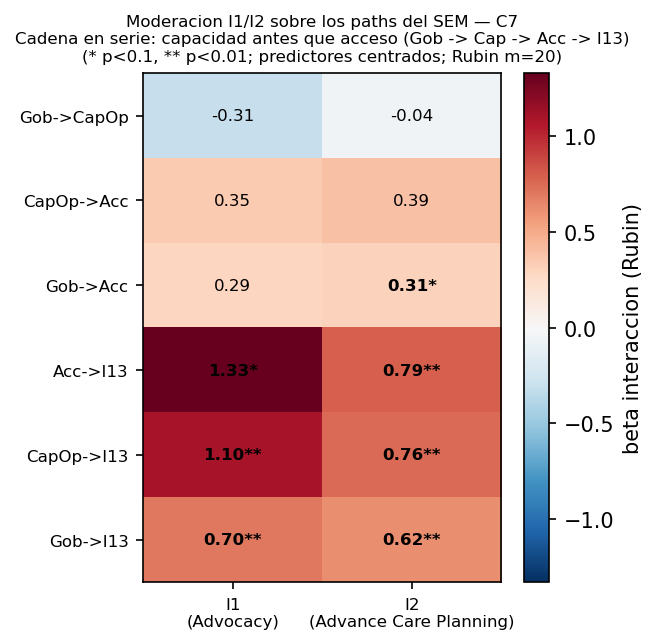 Moderacion I1/I2 sobre los paths del SEM — C7
Cadena en serie: capacidad antes que acceso (Gob -> Cap -> Acc -> I13)
(* p<0.1, ** p<0.01; predictores centrados; Rubin m=20)
Gob->CapOp -0.31 -0.04
CapOp->Acc 0.35 0.39
Gob->Acc 0.29 0.31*
Acc->I13 1.33* 0.79**
CapOp->I13 1.10** 0.76**
Gob->I13 0.70** 0.62**
I1 I2
(Advocacy) (Advance Care Planning)
1.0
0.5
0.0
−0.5
−1.0
beta interaccion (Rubin)